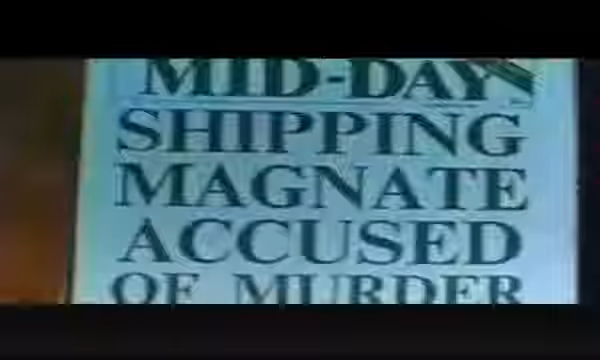 MID-DAY
SHIPPING
MAGNATE
ACCUSED
OF MURDER